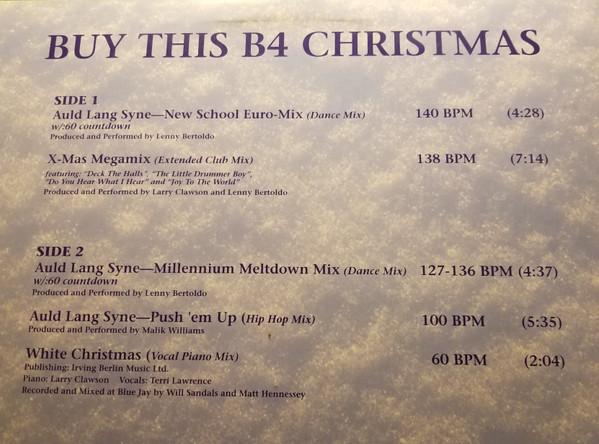 BUY THIS B4 CHRISTMAS
SIDE 1
Auld Lang Syne—New School Euro-Mix (Dance Mix) 140 BPM (4:28)
w/:60 countdown
Produced and Performed by Lenny Bertoldo
X-Mas Megamix (Extended Club Mix) 138 BPM (7:14)
featuring: "Deck The Halls", "The Little Drummer Boy",
"Do You Hear What I Hear" and "Joy To The World"
Produced and Performed by Larry Clawson and Lenny Bertoldo
SIDE 2
Auld Lang Syne—Millennium Meltdown Mix (Dance Mix) 127-136 BPM (4:37)
w/:60 countdown
Produced and Performed by Lenny Bertoldo
Auld Lang Syne—Push 'em Up (Hip Hop Mix) 100 BPM (5:35)
Produced and Performed by Malik Williams
White Christmas (Vocal Piano Mix) 60 BPM (2:04)
Publishing: Irving Berlin Music Ltd.
Piano: Larry Clawson Vocals: Terri Lawrence
Recorded and Mixed at Blue Jay by Will Sandals and Matt Hennessey